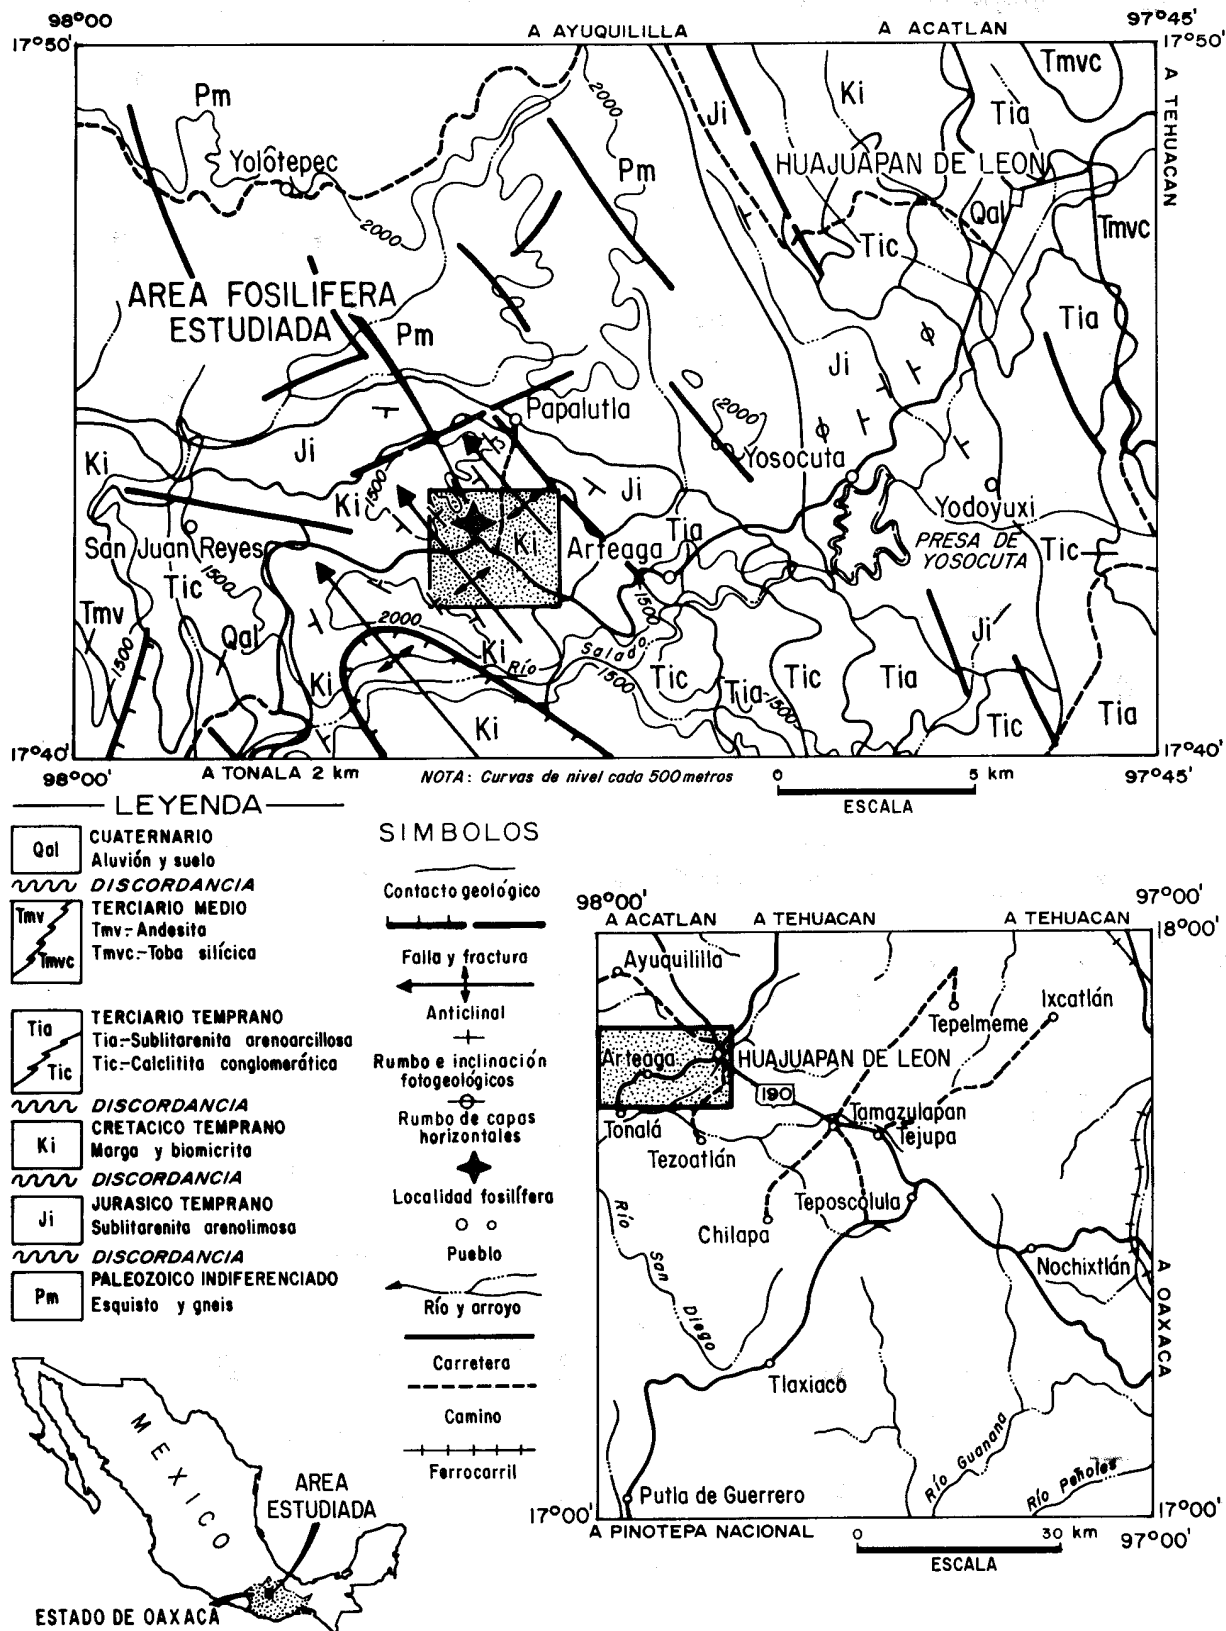 98°00
97°45'
17°50'
A AYUQUILILLA
A ACATLAN
17°50'
A TEHUACAN
Pm
Yolôtepec
2000
2000
Pm
Ji
Ki
Tia
Tmvc
HUAJUAPAN DE LEON
Qal
Tmvc
Tic
Tia
AREA FOSILIFERA
ESTUDIADA
Pm
Ji
Papalutla
2000
Yosocuta
Ki
Ji
1500
Ki
Ji
Ki
Arteaga
Tia
Yodoyuxi
PRESA DE
YOSOCUTA
Tic
San Juan Reyes
1500
Tic
Tmv
Qal
1500
2000
Ki
Ki
Ki
Río
Salado
1500
1500
Tic
Tia
1500
Tic
Tia
Ji
Tic
Tia
17°40'
98°00'
A TONALA 2 km
NOTA: Curvas de nivel cada 500 metros
0
5 km
ESCALA
17°40'
97°45'
LEYENDA
Qal
CUATERNARIO
Aluvión y suelo
DISCORDANCIA
Tmv
Tmvc
TERCIARIO MEDIO
Tmv.-Andesita
Tmvc.-Toba silícica
Tia
Tic
TERCIARIO TEMPRANO
Tia.-Sublitarenita arenoarcillosa
Tic.-Calclitita conglomerática
DISCORDANCIA
Ki
CRETACICO TEMPRANO
Marga y biomicrita
DISCORDANCIA
Ji
JURASICO TEMPRANO
Sublitarenita arenolimosa
DISCORDANCIA
Pm
PALEOZOICO INDIFERENCIADO
Esquisto y gneis
SIMBOLOS
Contacto geológico
Falla y fractura
Anticlinal
Rumbo e inclinación
fotogeológicos
Rumbo de capas
horizontales
Localidad fosilífera
Pueblo
Río y arroyo
Carretera
Camino
Ferrocarril
98°00'
97°00'
A ACATLAN
A TEHUACAN
A TEHUACAN
18°00'
Ayuquililla
Tepelmeme
Ixcatlán
Arteaga
HUAJUAPAN DE LEON
190
Tonalá
Tezoatlán
Tamazulapan
Tejupa
Teposcolula
Chilapa
Nochixtlán
Río San Diego
A OAXACA
Tlaxiaco
Río Guanana
Río Peñoles
Putla de Guerrero
17°00'
17°00'
A PINOTEPA NACIONAL
0
30 km
97°00'
ESCALA
MEXICO
AREA
ESTUDIADA
ESTADO DE OAXACA